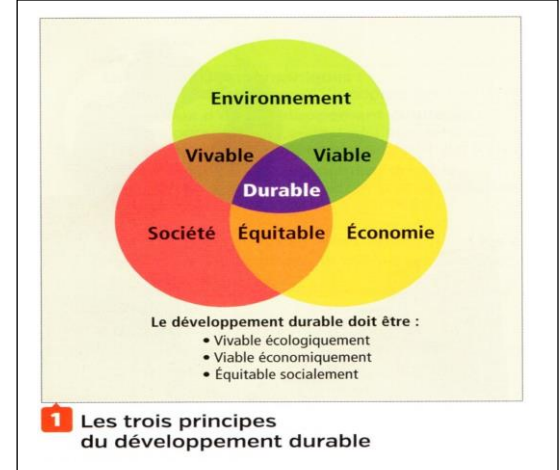 Environnement
Vivable
Viable
Durable
Société
Équitable
Économie
Le développement durable doit être :
• Vivable écologiquement
• Viable économiquement
• Équitable socialement
1 Les trois principes
du développement durable